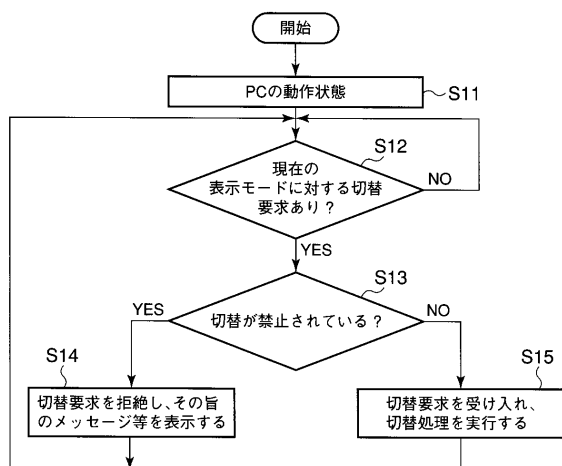 開始
PCの動作状態
S11
S12
現在の
表示モードに対する切替
要求あり?
NO
YES
S13
切替が禁止されている?
YES
NO
S14
切替要求を拒絶し、その旨
のメッセージ等を表示する
S15
切替要求を受け入れ、
切替処理を実行する